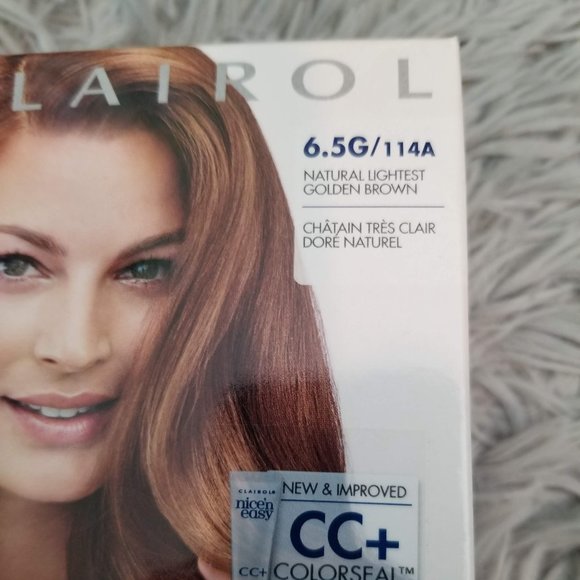 LAIROL
6.5G/114A
NATURAL LIGHTEST
GOLDEN BROWN
CHÂTAIN TRÈS CLAIR
DORÉ NATUREL
NEW & IMPROVED
CLAIROL
nice'n
easy
CC+
COLORSEAL™
CC+